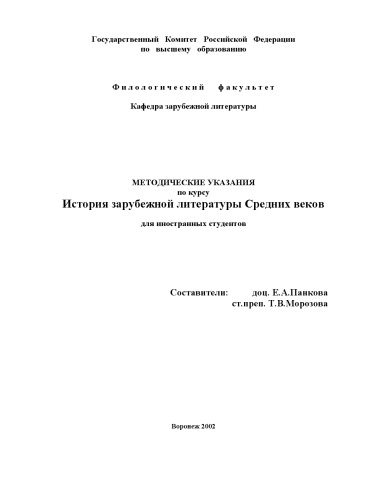 Государственный Комитет Российской Федерации
по высшему образованию
Филологический факультет
Кафедра зарубежной литературы
МЕТОДИЧЕСКИЕ УКАЗАНИЯ
по курсу
История зарубежной литературы Средних веков
для иностранных студентов
Составители: доц. Е.А.Панкова
ст.преп. Т.В.Морозова
Воронеж 2002